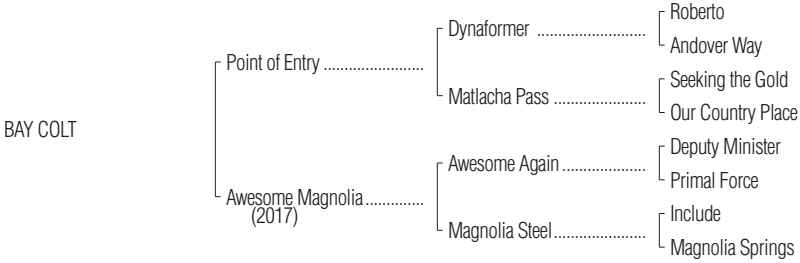 Roberto
Dynaformer ..........................
Andover Way
Point of Entry ........................
Seeking the Gold
Matlacha Pass ......................
Our Country Place
BAY COLT
Deputy Minister
Awesome Again ....................
Primal Force
Awesome Magnolia ..............
(2017)
Include
Magnolia Steel......................
Magnolia Springs